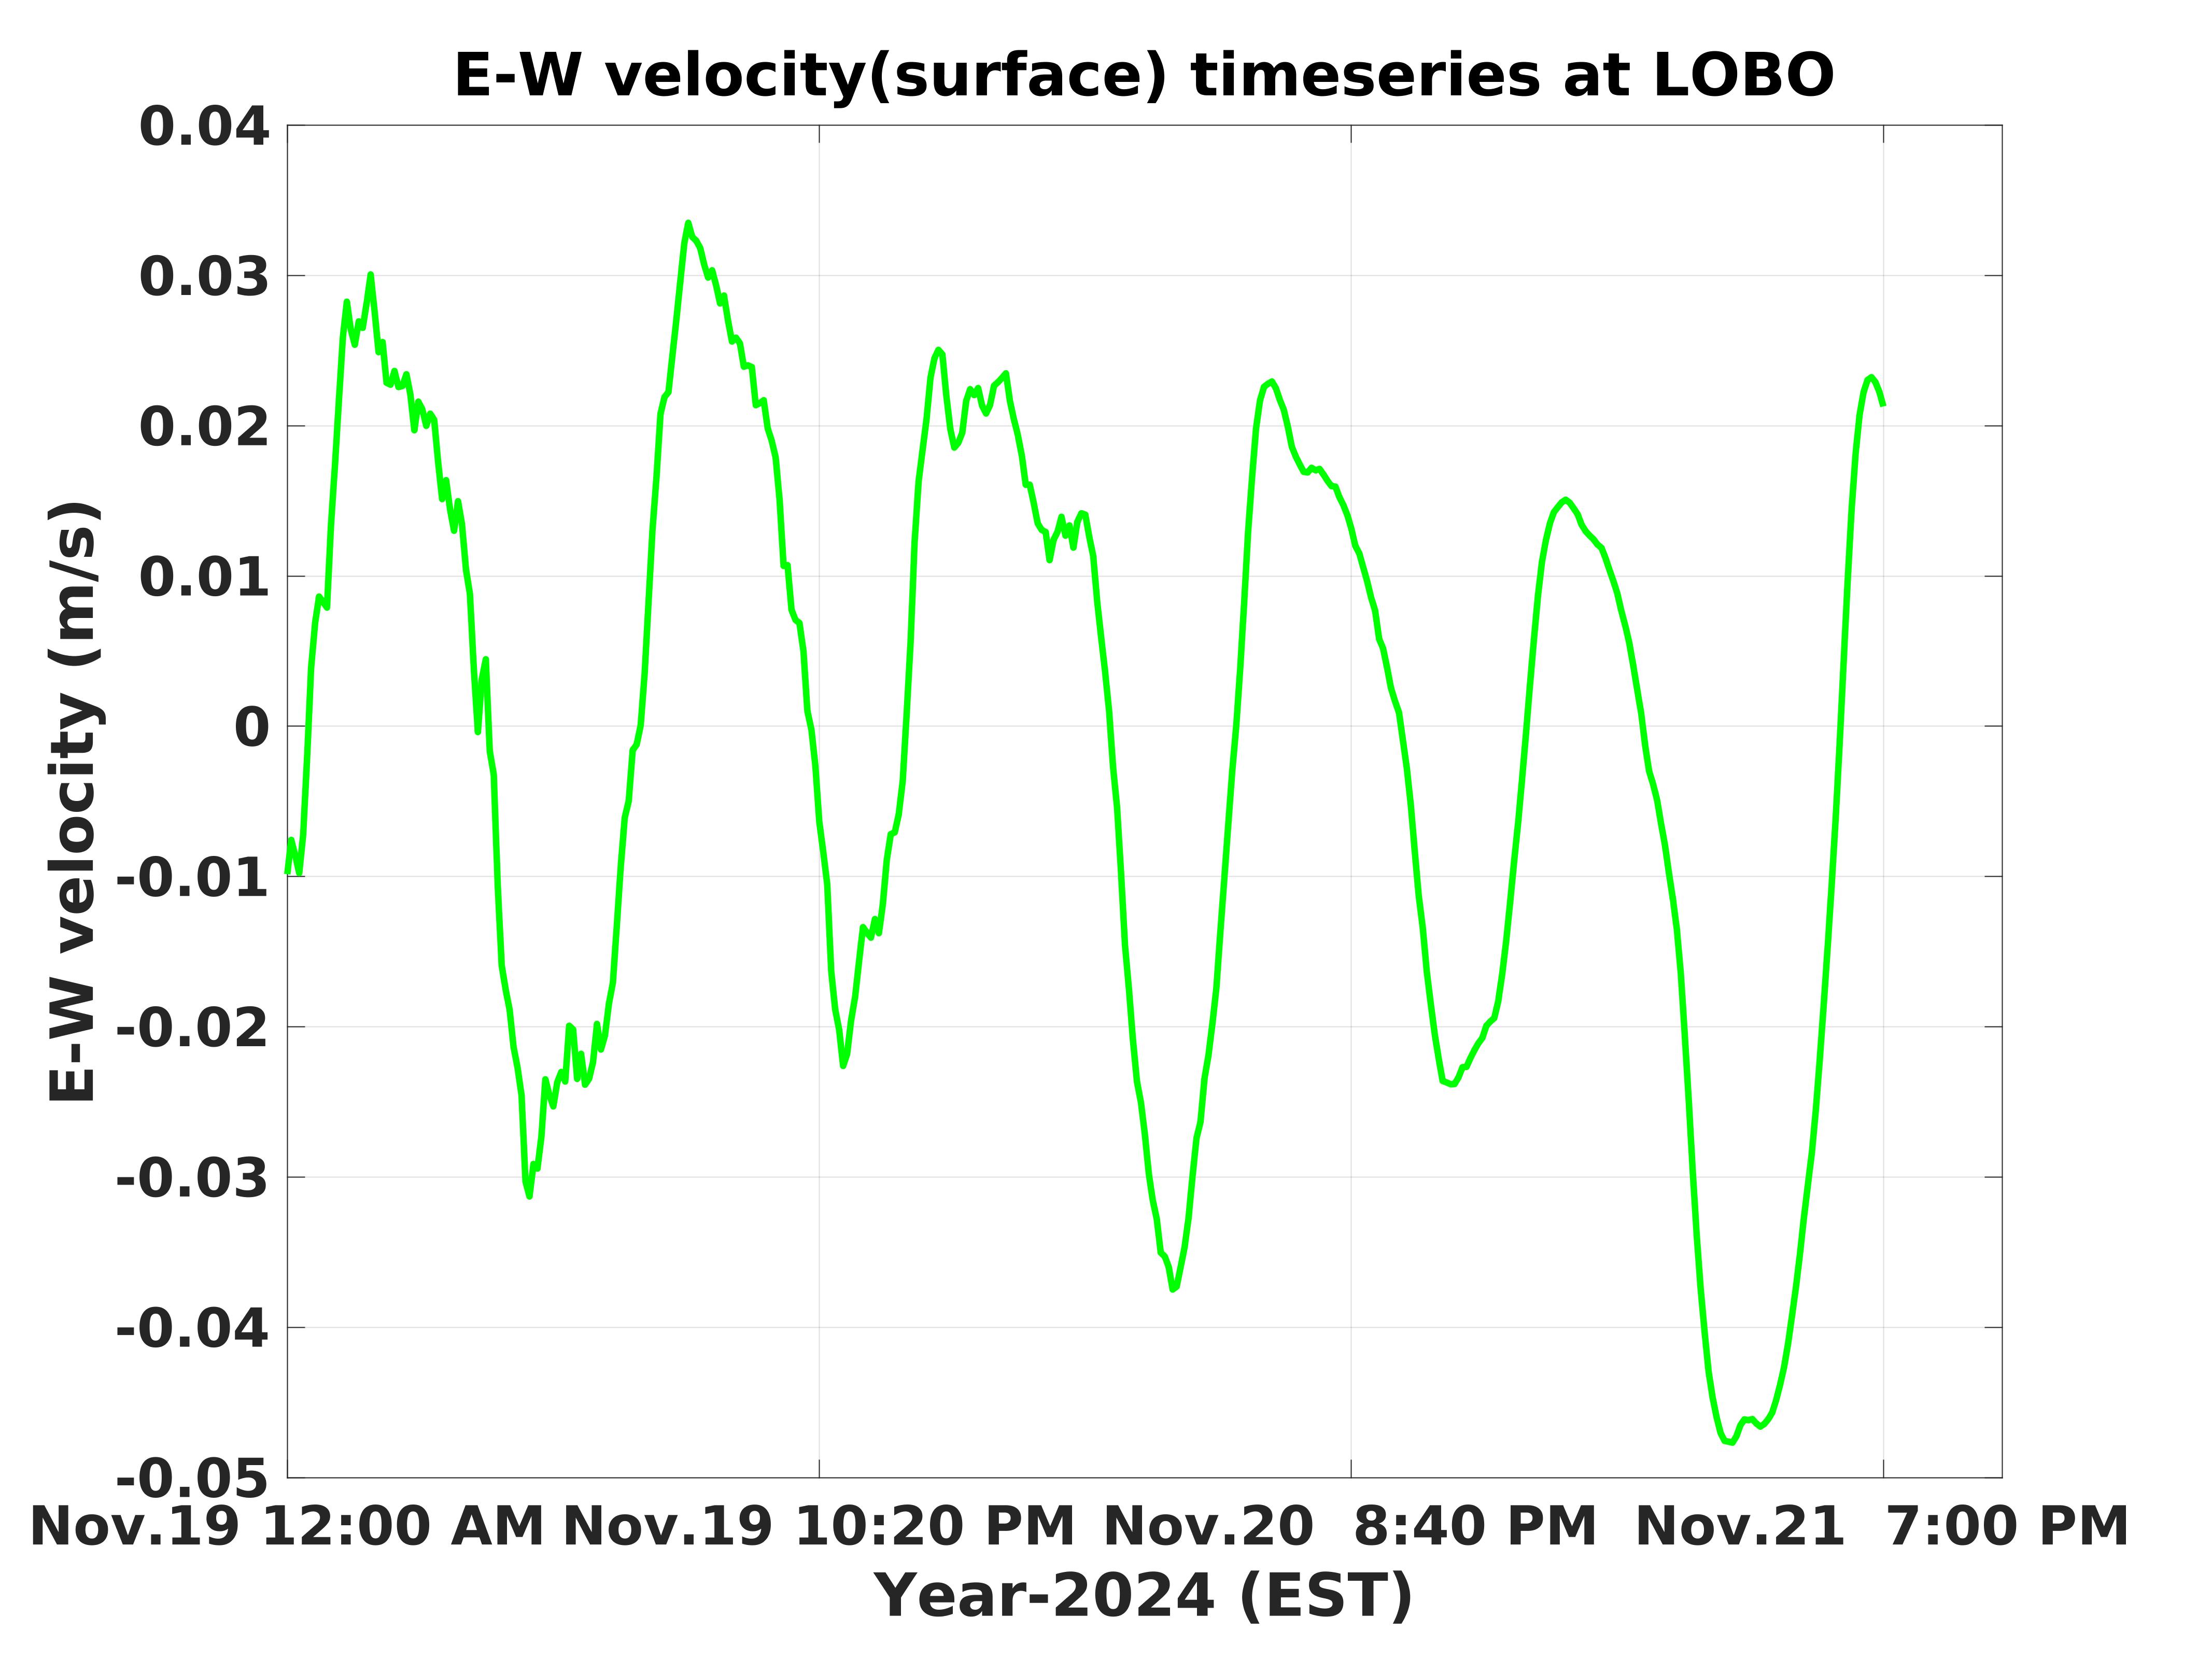 E-W velocity(surface) timeseries at LOBO
E-W velocity (m/s)
0.04
0.03
0.02
0.01
0
-0.01
-0.02
-0.03
-0.04
-0.05
Nov.19 12:00 AM Nov.19 10:20 PM Nov.20 8:40 PM Nov.21 7:00 PM
Year-2024 (EST)